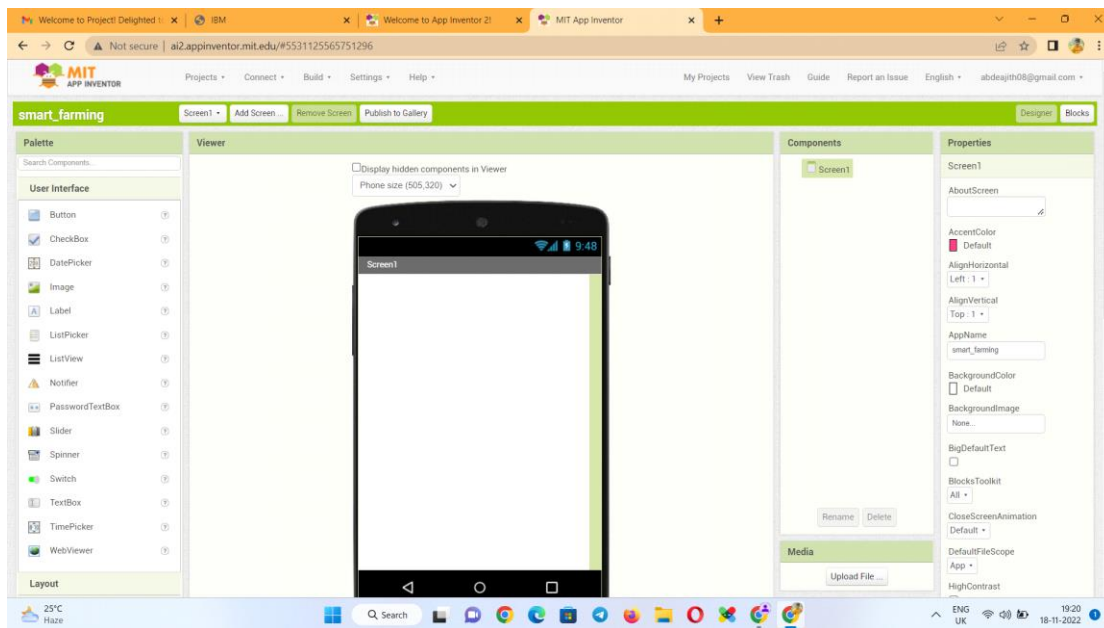 Welcome to Project! Delighted t
IBM
Welcome to App Inventor 2!
MIT App Inventor
Not secure | ai2.appinventor.mit.edu/#5531125565751296
MIT
APP INVENTOR
Projects Connect Build Settings Help
My Projects View Trash Guide Report an Issue English abdeajith08@gmail.com
smart_farming
Screen1 Add Screen ... Remove Screen Publish to Gallery
Designer Blocks
Palette
Search Components...
User Interface
Button
CheckBox
DatePicker
Image
Label
ListPicker
ListView
Notifier
PasswordTextBox
Slider
Spinner
Switch
TextBox
TimePicker
WebViewer
Layout
Viewer
Display hidden components in Viewer
Phone size (505,320)
9:48
Screen1
Components
Screen1
Rename Delete
Media
Upload File ...
Properties
Screen1
AboutScreen
AccentColor
Default
AlignHorizontal
Left : 1
AlignVertical
Top : 1
AppName
smart_farming
BackgroundColor
Default
BackgroundImage
None...
BigDefaultText
BlocksToolkit
All
CloseScreenAnimation
Default
DefaultFileScope
App
HighContrast
25°C
Haze
Search
ENG
UK
19:20
18-11-2022
1